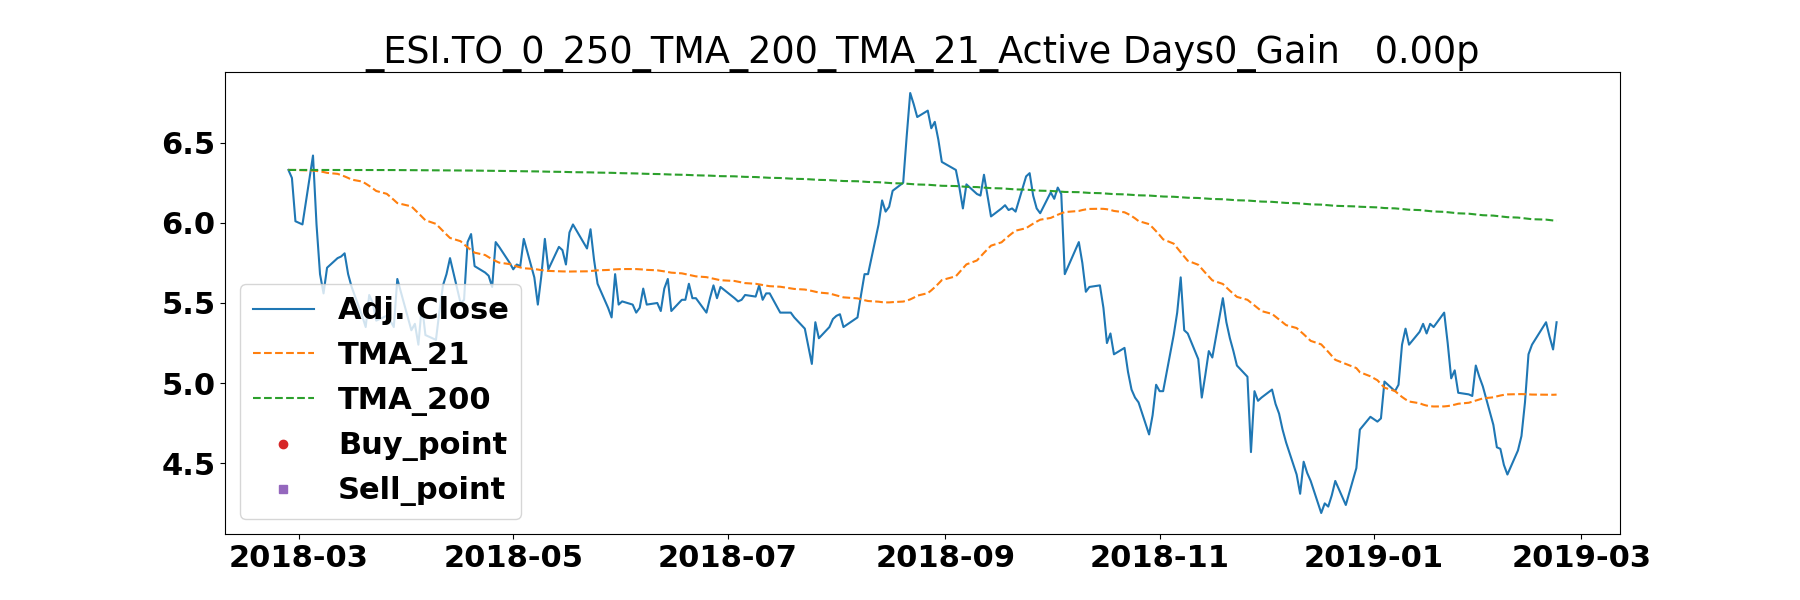 _ESI.TO_0_250_TMA_200_TMA_21_Active Days0_Gain   0.00p
6.5
6.0
5.5
5.0
4.5
Adj. Close
TMA_21
TMA_200
Buy_point
Sell_point
2018-03 2018-05 2018-07 2018-09 2018-11 2019-01 2019-03